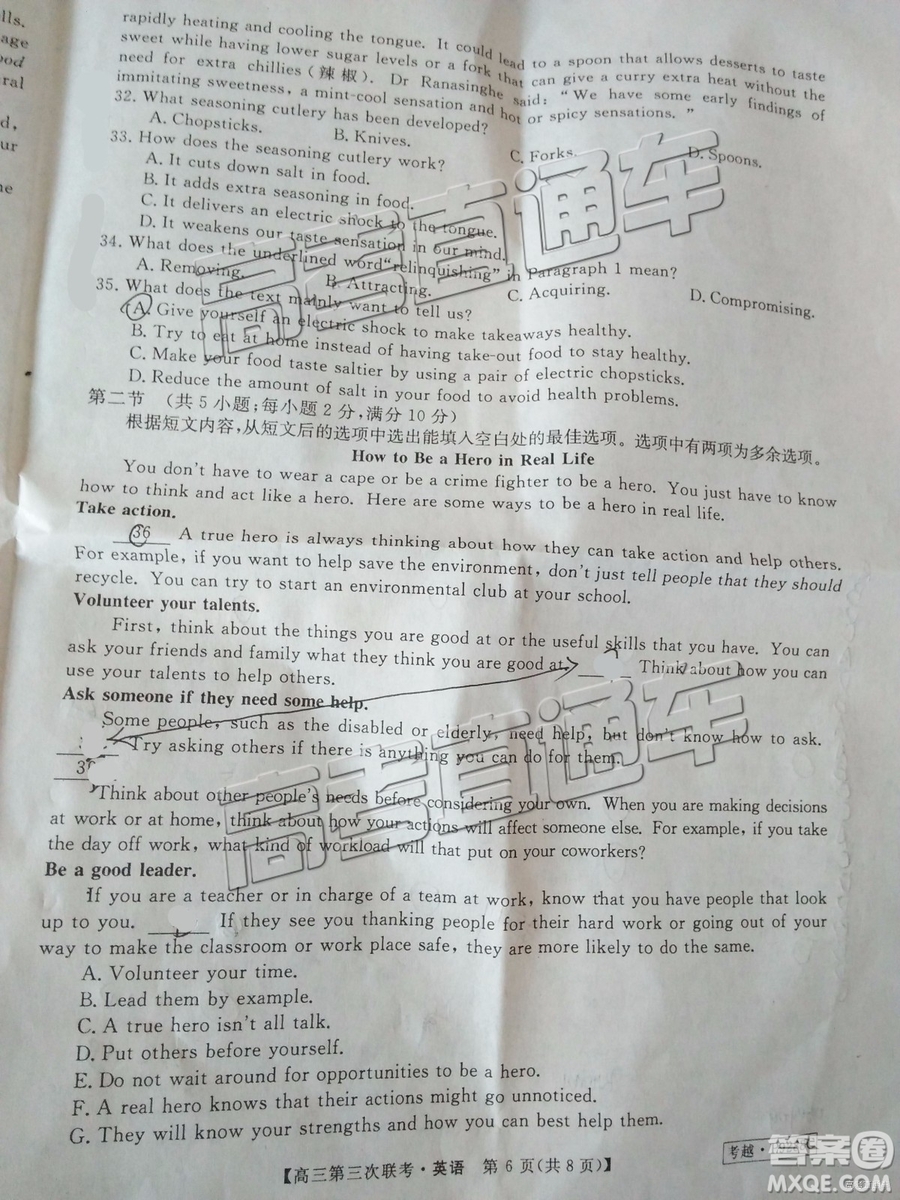 lls.
age
ood
ral
d,
ur
ne
rapidly heating and cooling the tongue. It could lead to a spoon that allows desserts to taste
sweet while having lower sugar levels or a fork that can give a curry extra heat without the
need for extra chillies (辣椒). Dr Ranasinghe said: “We have some early findings of
immitating sweetness, a mint-cool sensation and hot or spicy sensations.”
32. What seasoning cutlery has been developed?
A. Chopsticks. B. Knives. C. Forks. D. Spoons.
33. How does the seasoning cutlery work?
A. It cuts down salt in food.
B. It adds extra seasoning in food.
C. It delivers an electric shock to the tongue.
D. It weakens our taste sensation in our mind.
34. What does the underlined word“relinquishing” in Paragraph 1 mean?
A. Removing. B. Attracting. C. Acquiring. D. Compromising.
35. What does the text mainly want to tell us?
A. Give yourself an electric shock to make takeaways healthy.
B. Try to eat at home instead of having take-out food to stay healthy.
C. Make your food taste saltier by using a pair of electric chopsticks.
D. Reduce the amount of salt in your food to avoid health problems.
第二节 (共5小题;每小题2分,满分10分)
根据短文内容,从短文后的选项中选出能填入空白处的最佳选项。选项中有两项为多余选项。
How to Be a Hero in Real Life
You don't have to wear a cape or be a crime fighter to be a hero. You just have to know
how to think and act like a hero. Here are some ways to be a hero in real life.
Take action.
36 A true hero is always thinking about how they can take action and help others.
For example, if you want to help save the environment, don't just tell people that they should
recycle. You can try to start an environmental club at your school.
Volunteer your talents.
First, think about the things you are good at or the useful skills that you have. You can
ask your friends and family what they think you are good at. Think about how you can
use your talents to help others.
Ask someone if they need some help.
Some people, such as the disabled or elderly, need help, but don't know how to ask.
Try asking others if there is anything you can do for them.
3
Think about other people's needs before considering your own. When you are making decisions
at work or at home, think about how your actions will affect someone else. For example, if you take
the day off work, what kind of workload will that put on your coworkers?
Be a good leader.
If you are a teacher or in charge of a team at work, know that you have people that look
up to you. If they see you thanking people for their hard work or going out of your
way to make the classroom or work place safe, they are more likely to do the same.
A. Volunteer your time.
B. Lead them by example.
C. A true hero isn't all talk.
D. Put others before yourself.
E. Do not wait around for opportunities to be a hero.
F. A real hero knows that their actions might go unnoticed.
G. They will know your strengths and how you can best help them.
【高三第三次联考·英语 第6页(共8页)】
考越·
高考直通车
高考直通车
答案卷
MXQE.COM